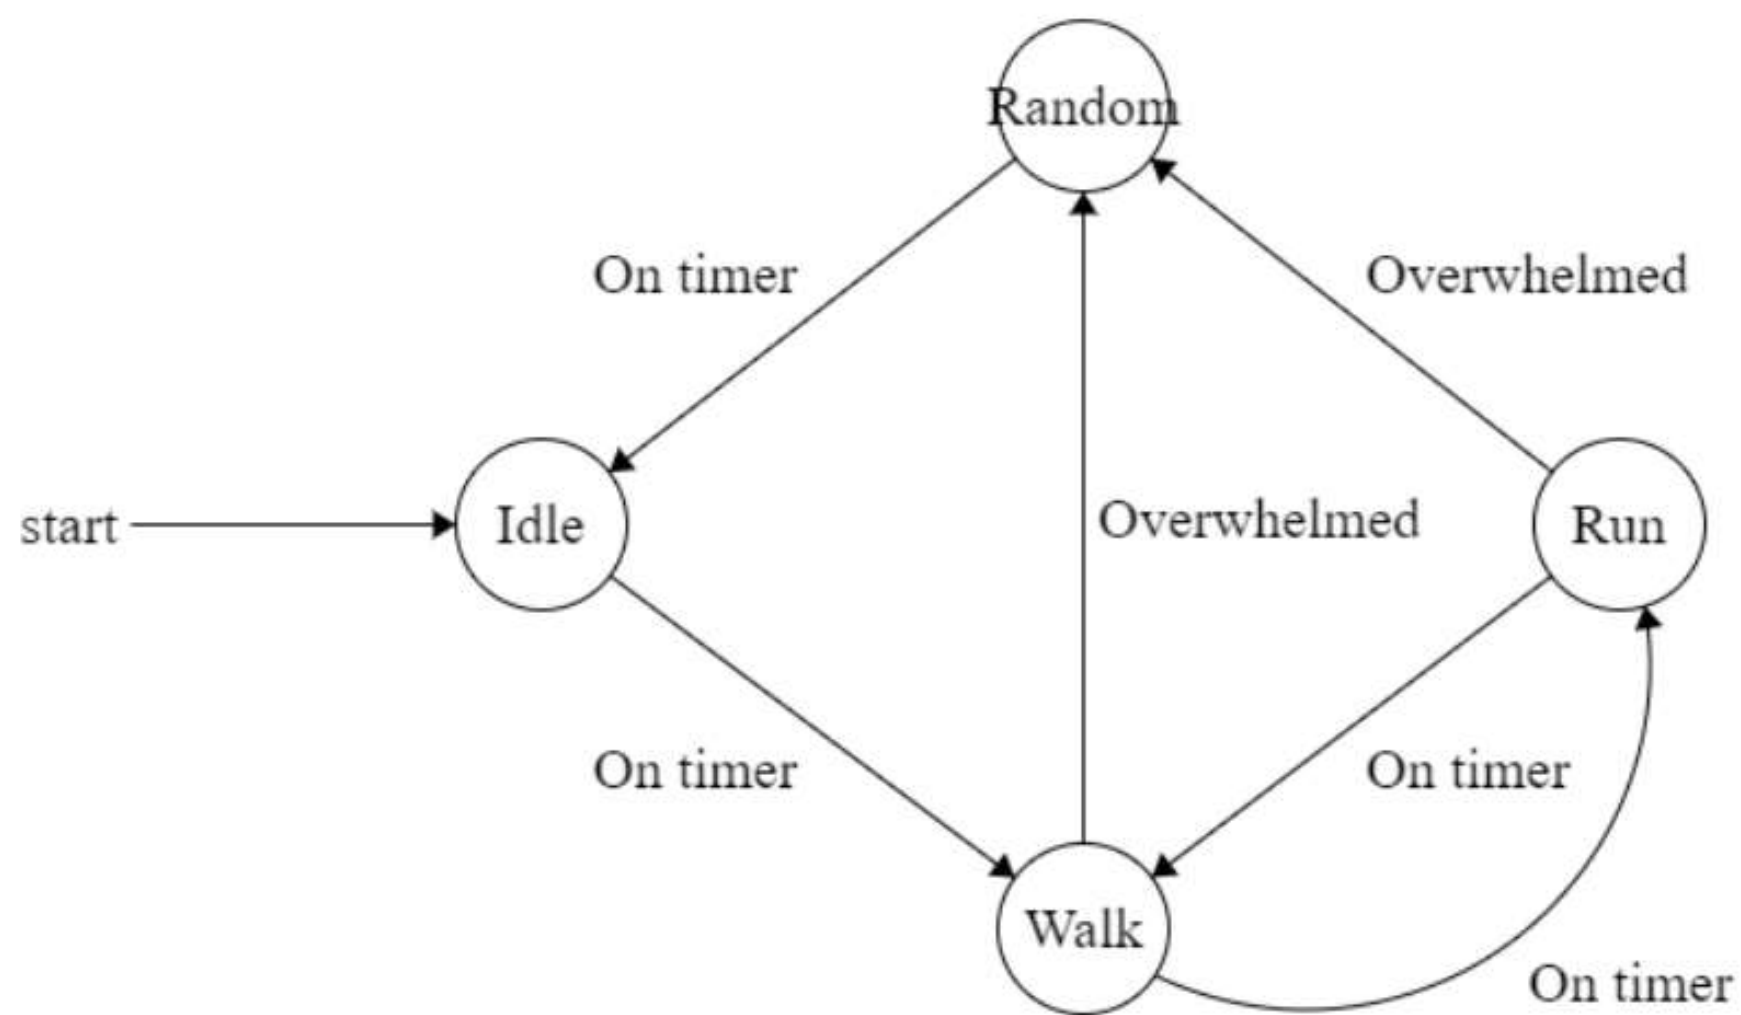 Random
On timer
Overwhelmed
start
Idle
Overwhelmed
Run
On timer
On timer
Walk
On timer